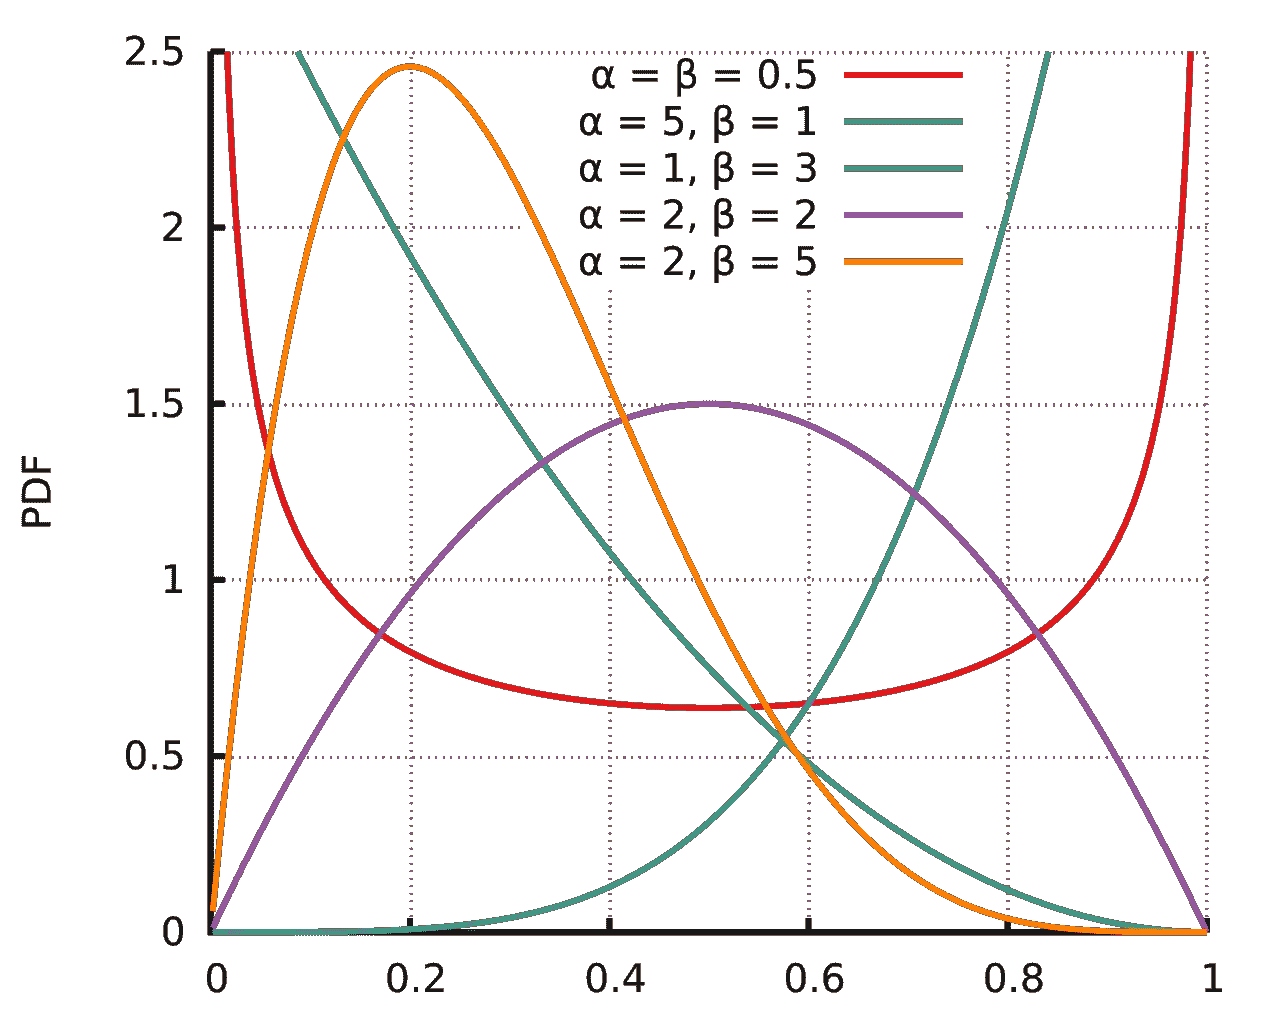 2.5
α = β = 0.5
α = 5, β = 1
α = 1, β = 3
2
α = 2, β = 2
α = 2, β = 5
1.5
PDF
1
0.5
0
0 0.2 0.4 0.6 0.8 1